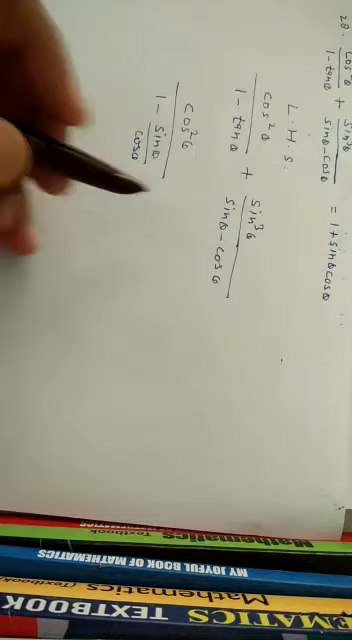 28. cos²θ/(1-tanθ) + sin³θ/(sinθ-cosθ) = 1+sinθcosθ
L.H.S.
cos²θ/(1-tanθ) + sin³θ/(sinθ-cosθ)
cos²θ/(1-sinθ/cosθ)
Mathematics Textbook
MY JOYFUL BOOK OF MATHEMATICS
Mathematics (Textbook
EMATICS TEXTBOOK